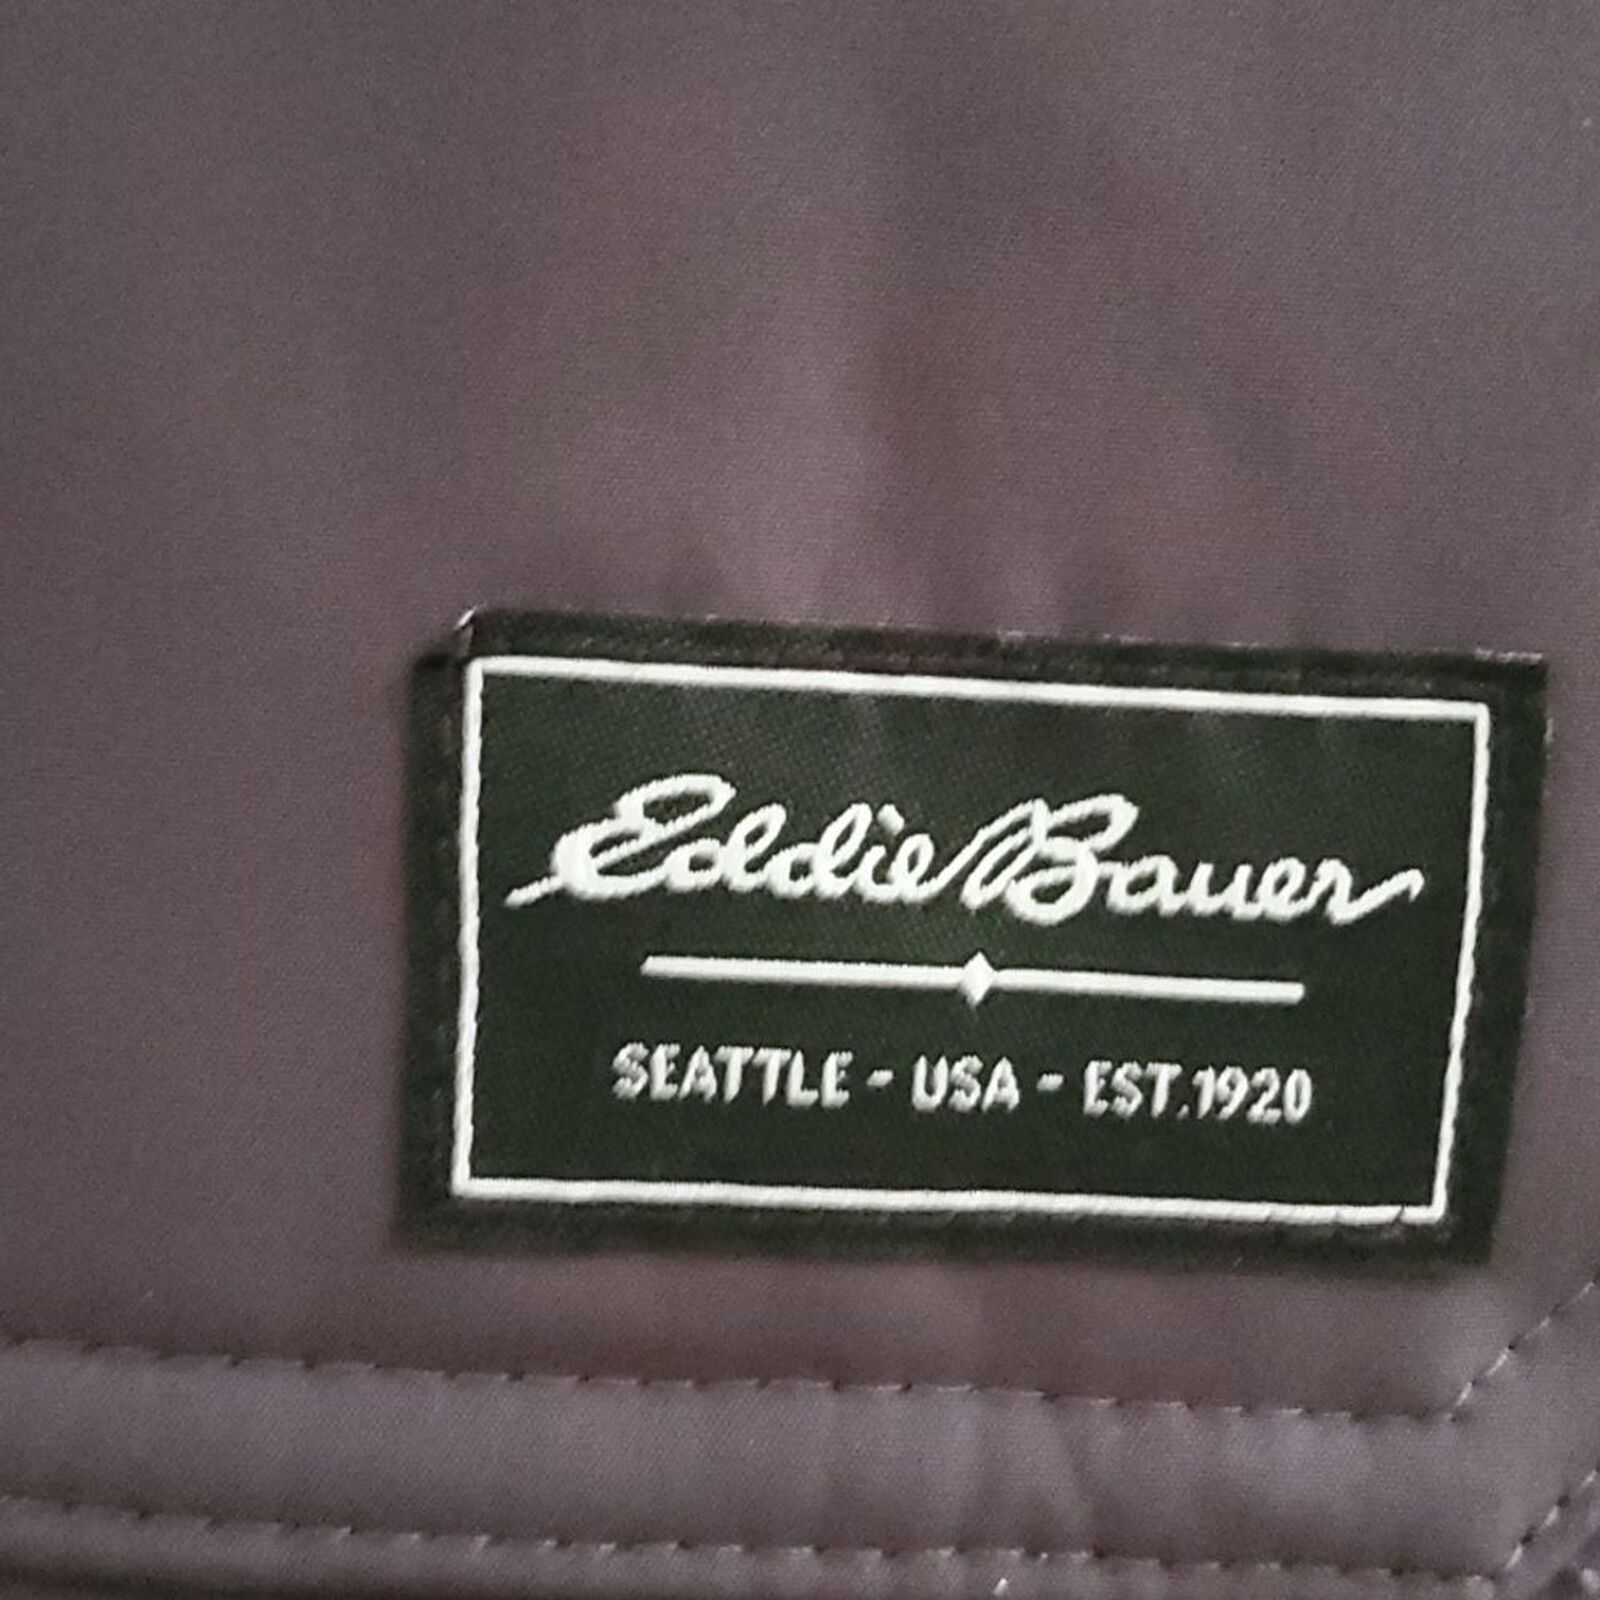 Eddie Bauer
SEATTLE - USA - EST.1920